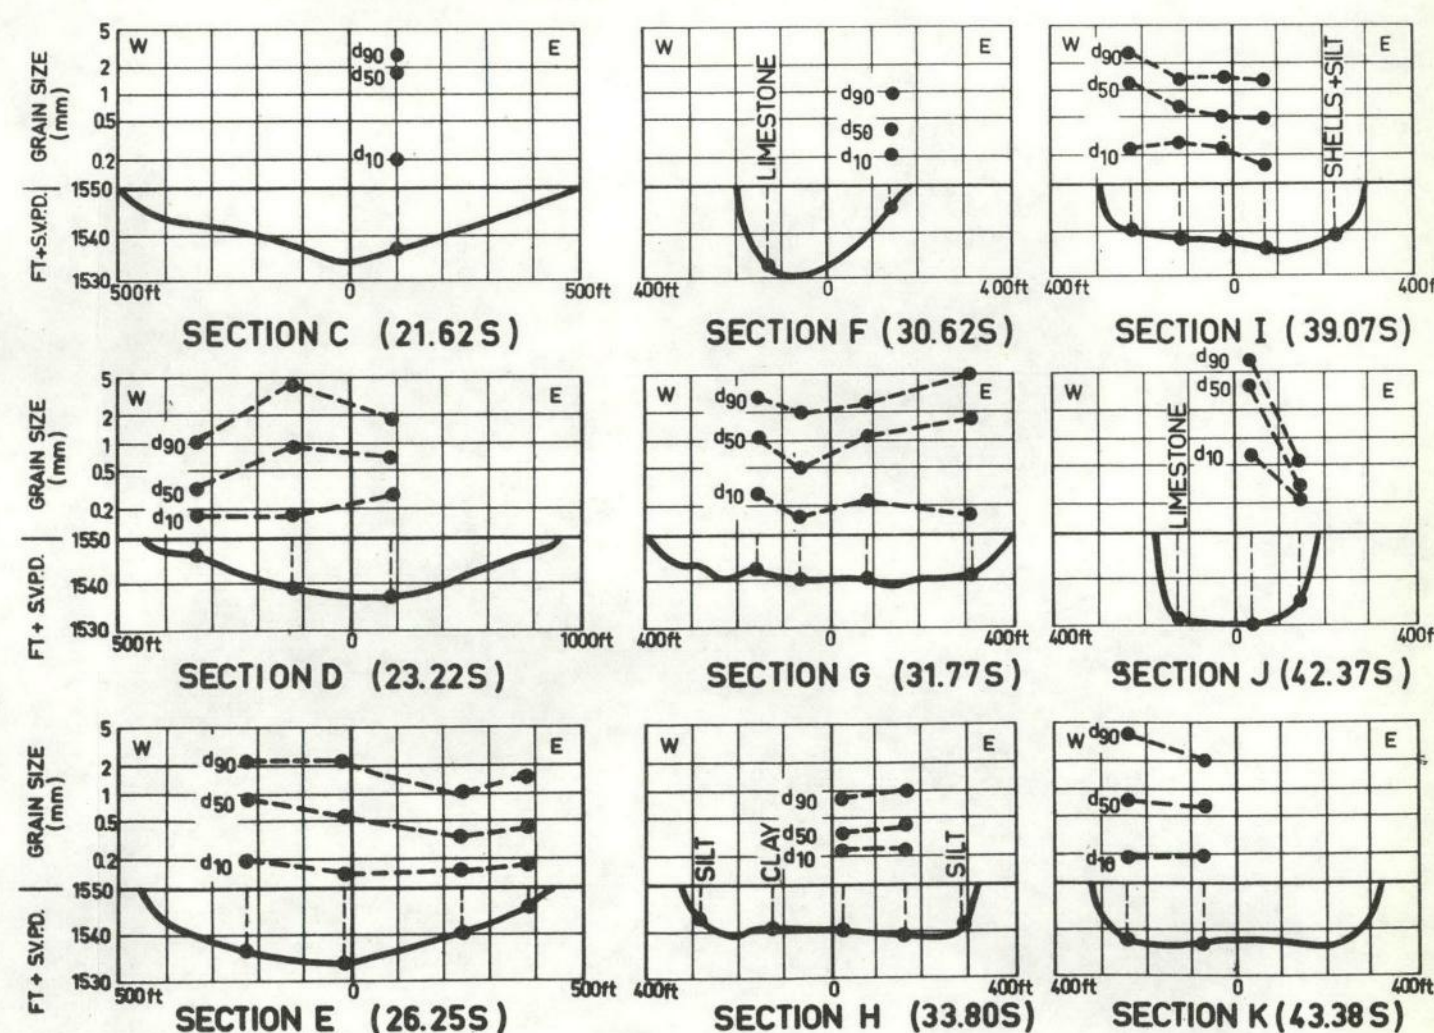 GRAIN SIZE
(mm)
FT+S.V.P.D.
5
2
1
0.5
0.2
1550
1540
1530
W
E
d90
d50
d10
500ft
0
500ft
SECTION C (21.62S)
LIMESTONE
d90
d50
d10
400ft
0
400ft
SECTION F (30.62S)
W
E
d90
d50
d10
SHELLS+SILT
400ft
0
400f
SECTION I (39.07S)
GRAIN SIZE
(mm)
FT + S.V.P.D.
5
2
1
0.5
0.2
1550
1540
1530
W
E
d90
d50
d10
500ft
0
1000ft
SECTION D (23.22S)
W
E
d90
d50
d10
400ft
0
400ft
SECTION G (31.77S)
W
E
d90
d50
d10
LIMESTONE
400ft
0
400f
SECTION J (42.37S)
GRAIN SIZE
(mm)
FT + S.V.P.D.
5
2
1
0.5
0.2
1550
1540
1530
W
E
d90
d50
d10
500ft
0
500ft
SECTION E (26.25S)
W
E
SILT
CLAY
d90
d50
d10
SILT
400ft
0
400ft
SECTION H (33.80S)
W
E
d90
d50
d16
400ft
0
400ft
SECTION K (43.38S)